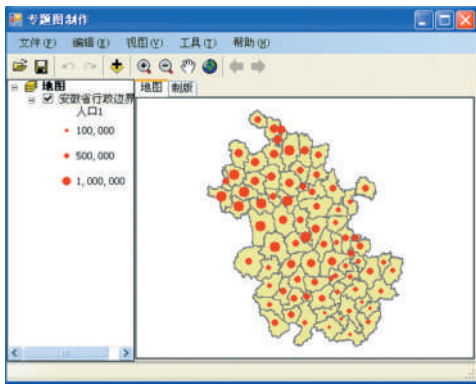 专题图制作
文件(F) 编辑(E) 视图(V) 工具(T) 帮助(H)
地图
安徽省行政边界
人口1
100,000
500,000
1,000,000
地图 制版